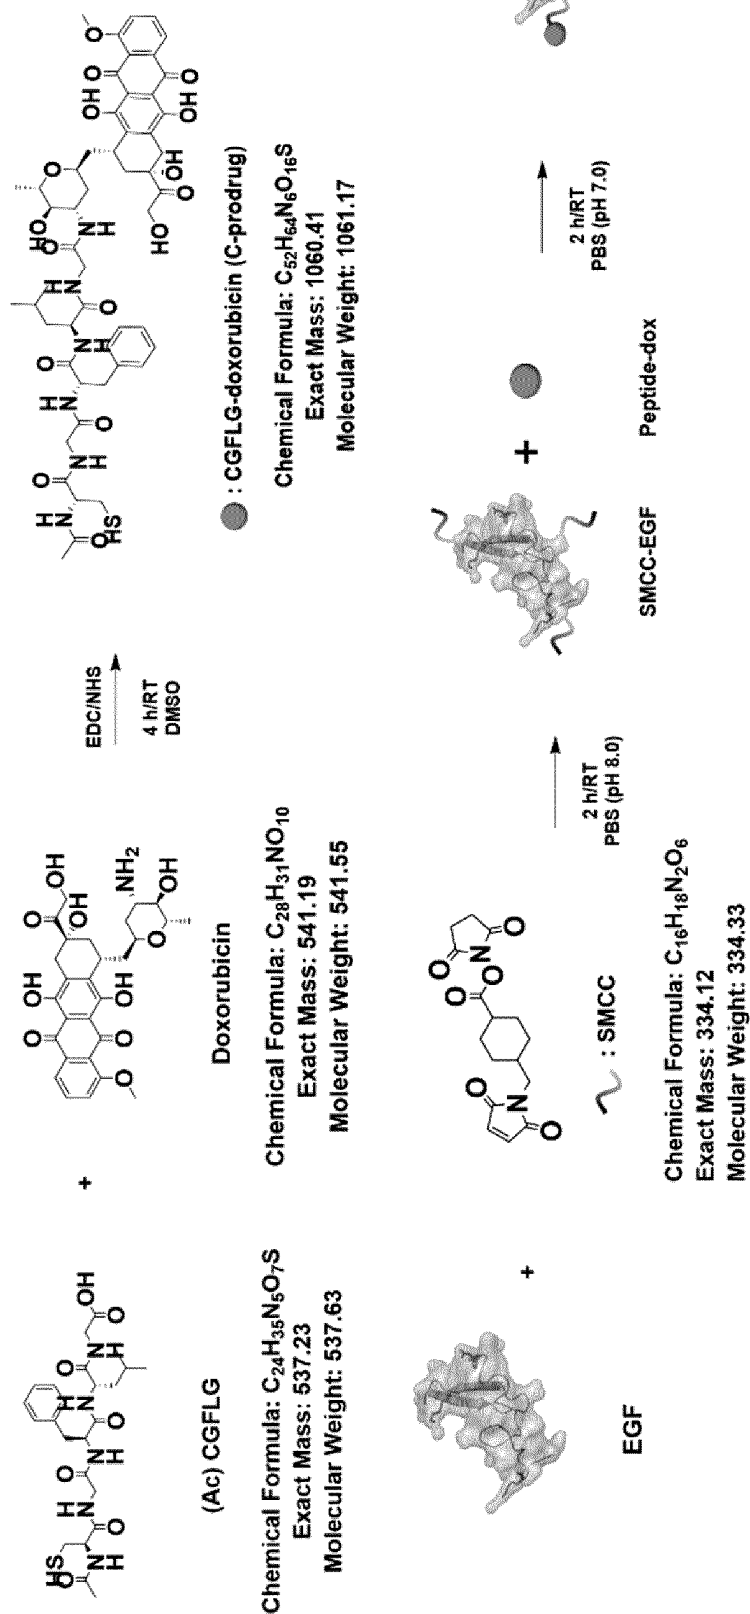 (Ac) CGFLG
Chemical Formula: C24H35N5O7S
Exact Mass: 537.23
Molecular Weight: 537.63
+
Doxorubicin
Chemical Formula: C28H31NO10
Exact Mass: 541.19
Molecular Weight: 541.55
EDC/NHS
4 h/RT
DMSO
: CGFLG-doxorubicin (C-prodrug)
Chemical Formula: C52H64N6O16S
Exact Mass: 1060.41
Molecular Weight: 1061.17
EGF
+
: SMCC
Chemical Formula: C16H18N2O6
Exact Mass: 334.12
Molecular Weight: 334.33
2 h/RT
PBS (pH 8.0)
SMCC-EGF
+
Peptide-dox
2 h/RT
PBS (pH 7.0)